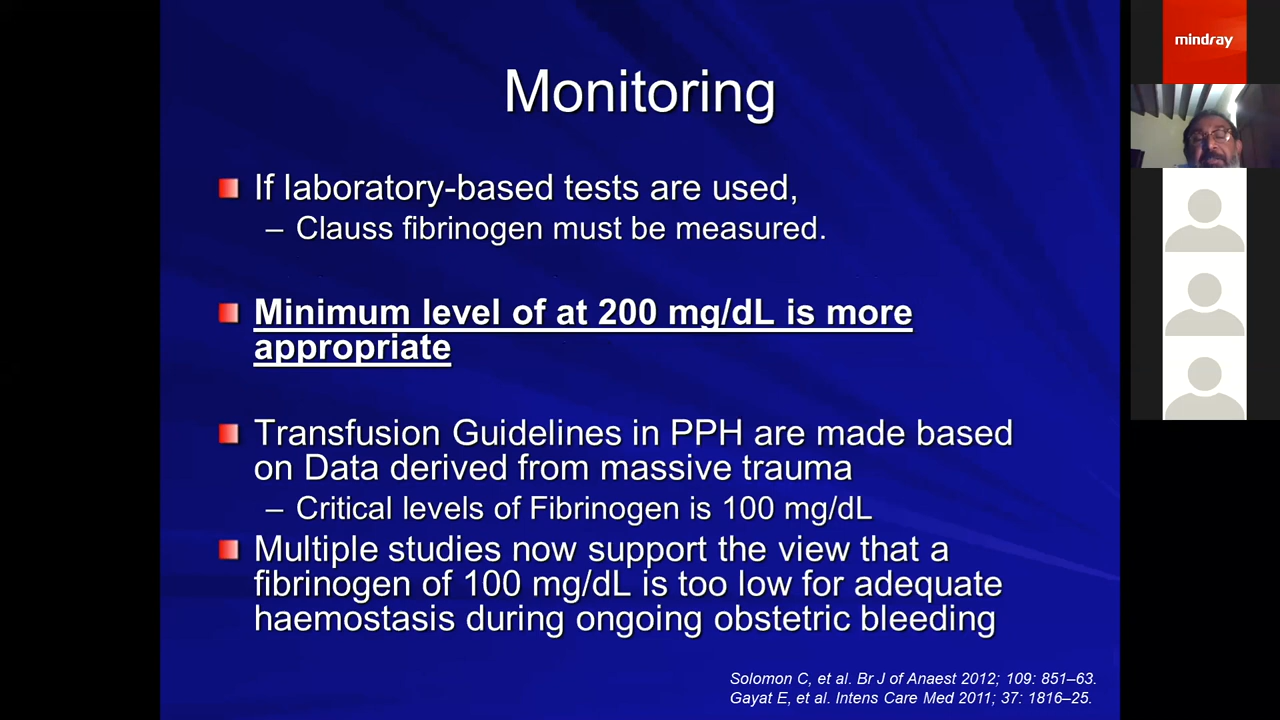 Monitoring
If laboratory-based tests are used,
– Clauss fibrinogen must be measured.
Minimum level of at 200 mg/dL is more
appropriate
Transfusion Guidelines in PPH are made based
on Data derived from massive trauma
– Critical levels of Fibrinogen is 100 mg/dL
Multiple studies now support the view that a
fibrinogen of 100 mg/dL is too low for adequate
haemostasis during ongoing obstetric bleeding
Solomon C, et al. Br J of Anaest 2012; 109: 851–63.
Gayat E, et al. Intens Care Med 2011; 37: 1816–25.
mindray